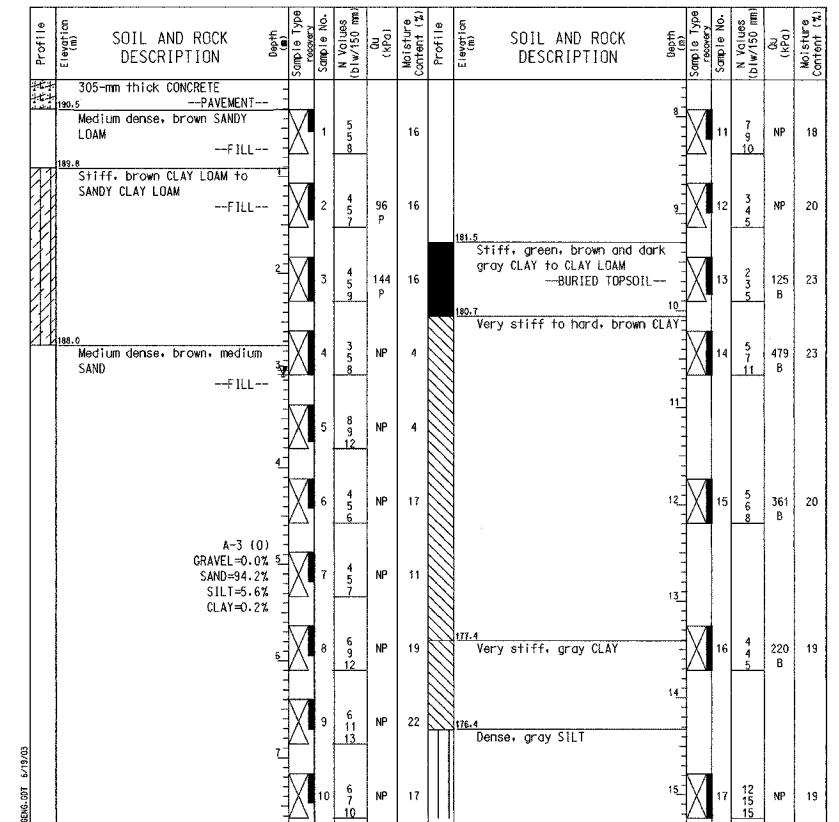 Profile
Elevation (m)
SOIL AND ROCK DESCRIPTION
Depth (m)
Sample Type recovery
Sample No.
N Values (blw/150 mm)
Qu (kPa)
Moisture Content (%)
Profile
Elevation (m)
SOIL AND ROCK DESCRIPTION
Depth (m)
Sample Type recovery
Sample No.
N Values (blw/150 mm)
Qu (kPa)
Moisture Content (%)
305-mm thick CONCRETE
190.5 --PAVEMENT--
Medium dense, brown SANDY
LOAM
1 5 5 8 16
--FILL--
189.8
1
Stiff, brown CLAY LOAM to
SANDY CLAY LOAM
--FILL--
2 4 5 7 96 P 16
2
3 4 5 9 144 P 16
188.0
Medium dense, brown, medium
SAND
4 3 5 8 NP 4
3
--FILL--
5 8 9 12 NP 4
4
6 4 5 6 NP 17
A-3 (0)
GRAVEL=0.0% 5
SAND=94.2%
SILT=5.6%
CLAY=0.2%
7 4 5 7 NP 11
8 6 9 12 NP 19
6
9 6 11 13 NP 22
7
10 6 7 10 NP 17
8
11 7 9 10 NP 18
12 3 4 5 NP 20
9
181.5
Stiff, green, brown and dark
gray CLAY to CLAY LOAM
--BURIED TOPSOIL--
13 2 3 5 125 B 23
10
180.7
Very stiff to hard, brown CLAY
14 5 7 11 479 B 23
11
12
15 5 6 8 361 B 20
13
177.4
Very stiff, gray CLAY
16 4 4 5 220 B 19
14
176.4
Dense, gray SILT
15
17 12 15 15 NP 19
GENG.GDT 6/19/03